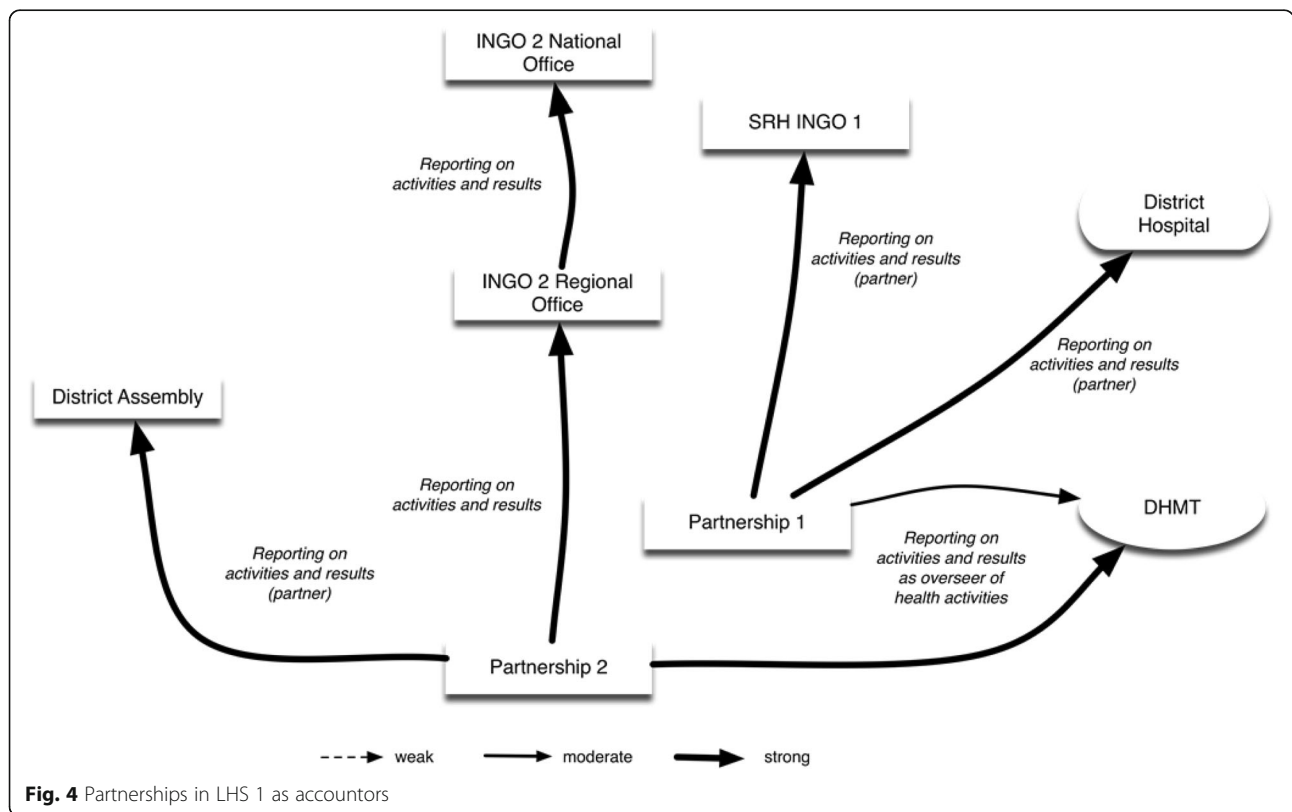 INGO 2 National
Office
SRH INGO 1
Reporting on
activities and results
District
Hospital
Reporting on
activities and results
(partner)
INGO 2 Regional
Office
Reporting on
activities and results
(partner)
District Assembly
Reporting on
activities and results
Partnership 1
DHMT
Reporting on
activities and results
as overseer of
health activities
Reporting on
activities and results
(partner)
Partnership 2
weak
moderate
strong
Fig. 4 Partnerships in LHS 1 as accountors